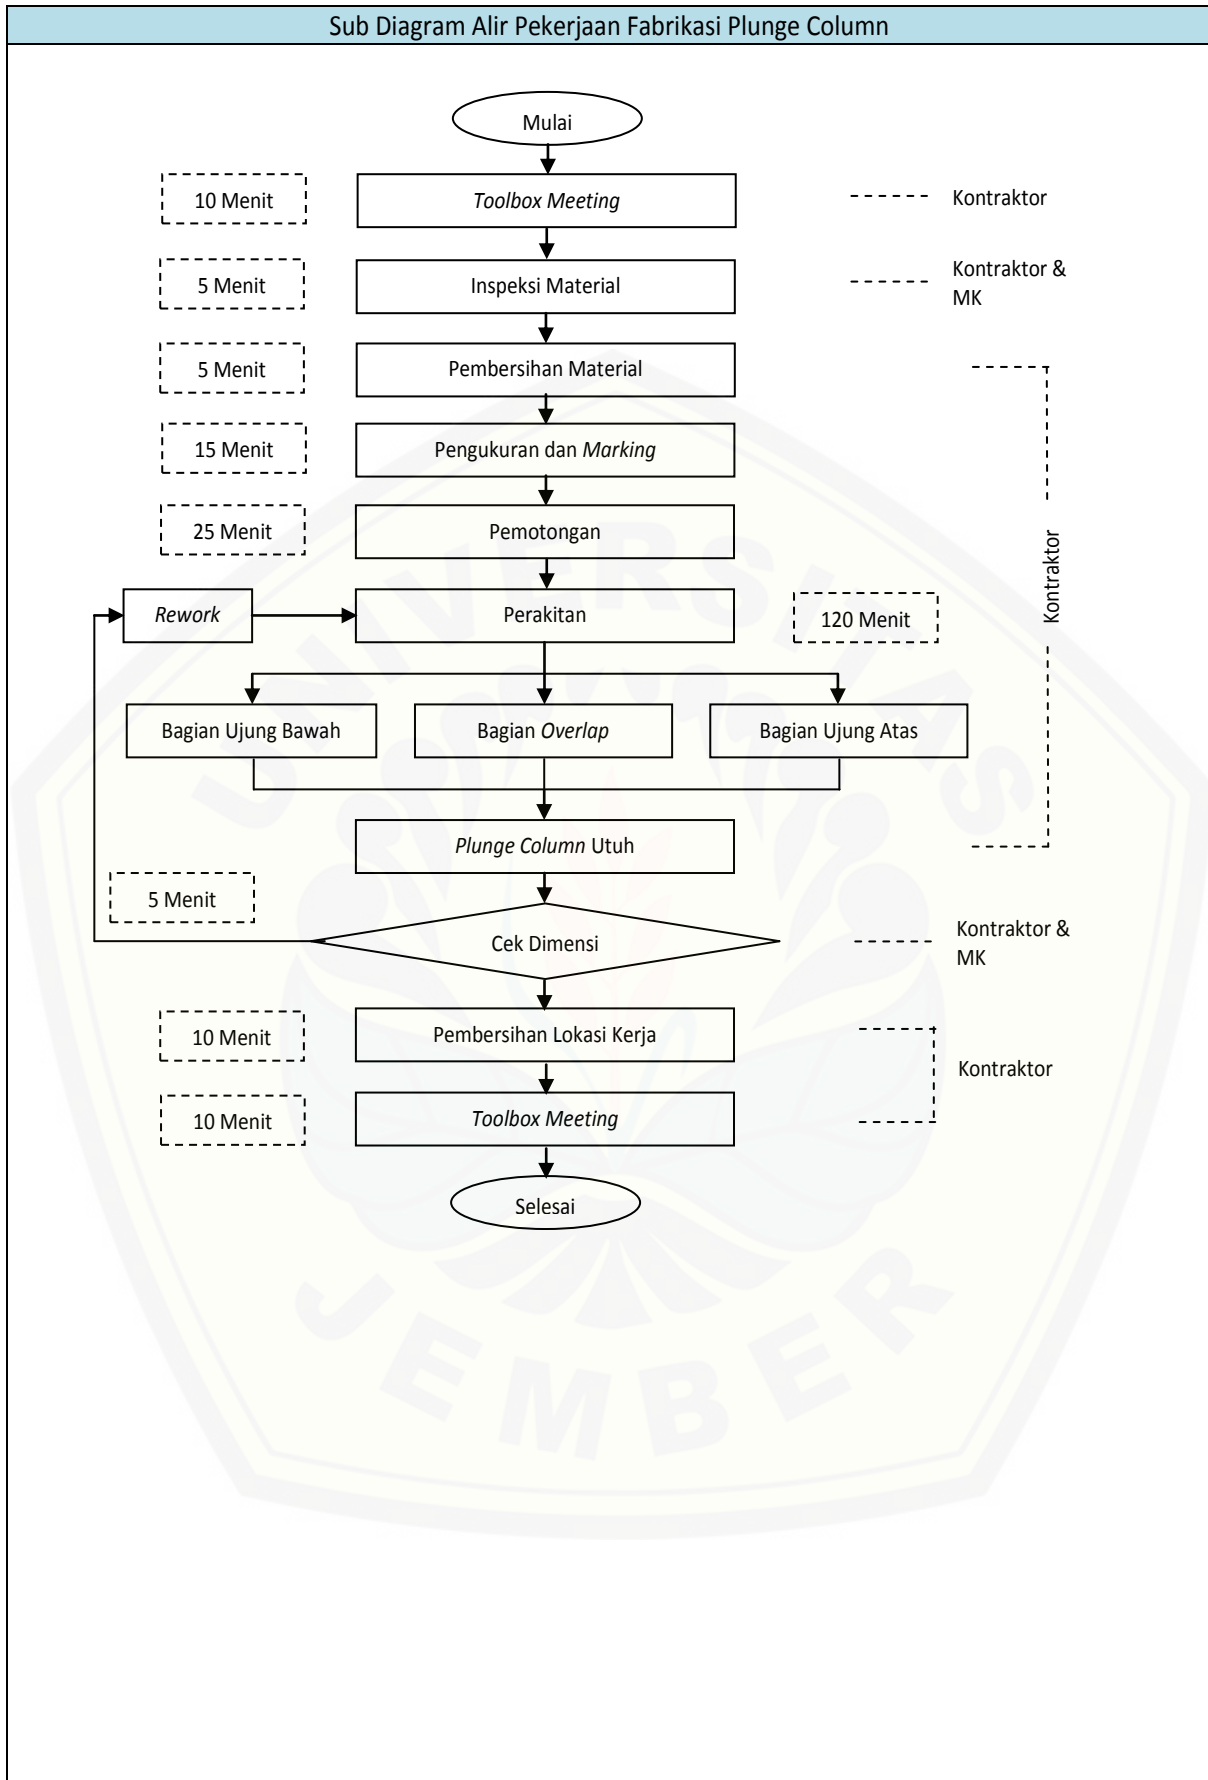 Sub Diagram Alir Pekerjaan Fabrikasi Plunge Column
Mulai
10 Menit
Toolbox Meeting
Kontraktor
5 Menit
Inspeksi Material
Kontraktor &
MK
5 Menit
Pembersihan Material
15 Menit
Pengukuran dan Marking
25 Menit
Pemotongan
Kontraktor
Rework
Perakitan
120 Menit
Bagian Ujung Bawah
Bagian Overlap
Bagian Ujung Atas
Plunge Column Utuh
5 Menit
Cek Dimensi
Kontraktor &
MK
10 Menit
Pembersihan Lokasi Kerja
Kontraktor
10 Menit
Toolbox Meeting
Selesai
UNIVERSITAS
JEMBER